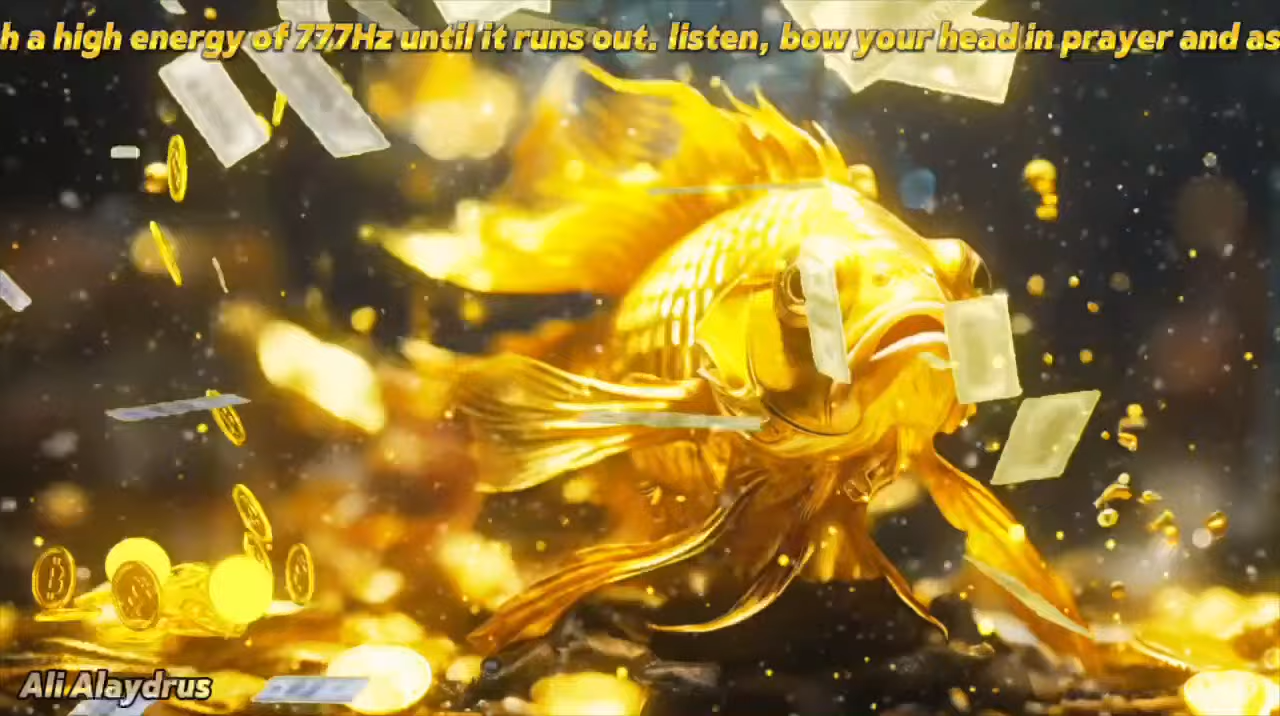 h a high energy of 777Hz until it runs out. listen, bow your head in prayer and as
Ali Alaydrus